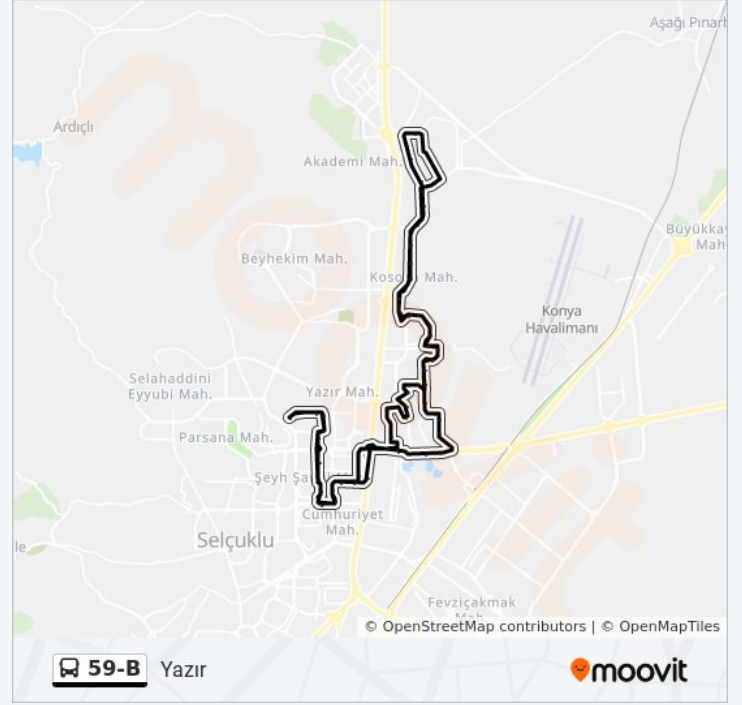 Aşağı Pınarb
Ardıçlı
Akademi Mah.
Büyükkay
Mah
Beyhekim Mah.
Kosova Mah.
Konya
Havalimanı
Selahaddini
Eyyubi Mah.
Yazır Mah.
Parsana Mah.
Şeyh Şa
Cumhuriyet
Mah.
Selçuklu
le
Fevziçakmak
Mah.
© OpenStreetMap contributors | © OpenMapTiles
59-B Yazır
moovit